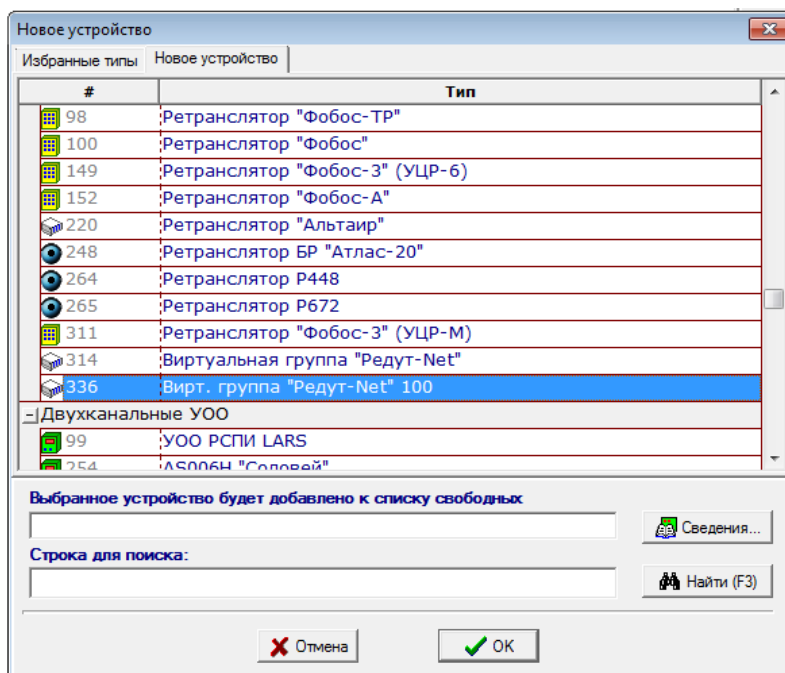 Новое устройство
Избранные типы Новое устройство
# Тип
98 Ретранслятор "Фобос-ТР"
100 Ретранслятор "Фобос"
149 Ретранслятор "Фобос-3" (УЦР-6)
152 Ретранслятор "Фобос-А"
220 Ретранслятор "Альтаир"
248 Ретранслятор БР "Атлас-20"
264 Ретранслятор Р448
265 Ретранслятор Р672
311 Ретранслятор "Фобос-3" (УЦР-М)
314 Виртуальная группа "Редут-Net"
336 Вирт. группа "Редут-Net" 100
Двухканальные УОО
99 УОО РСПИ LARS
254 AS006H "Соловей"
Выбранное устройство будет добавлено к списку свободных
Сведения...
Строка для поиска:
Найти (F3)
Отмена OK